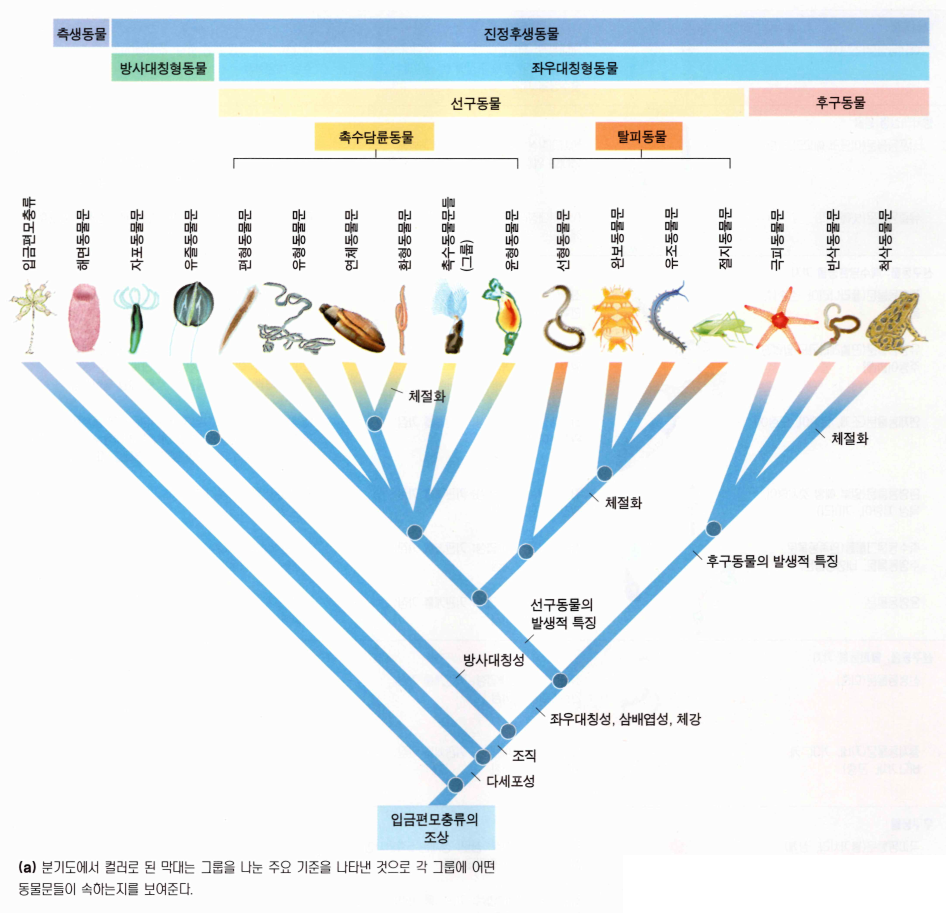 측생동물
진정후생동물
방사대칭형동물
좌우대칭형동물
선구동물
후구동물
촉수담륜동물
탈피동물
입금편모충류
해면동물문
자포동물문
유즐동물문
편형동물문
유형동물문
연체동물문
환형동물문
촉수동물문들
(그룹)
윤형동물문
선형동물문
완보동물문
유조동물문
절지동물문
극피동물문
반삭동물문
척삭동물문
체절화
체절화
체절화
후구동물의 발생적 특징
선구동물의
발생적 특징
방사대칭성
좌우대칭성, 삼배엽성, 체강
조직
다세포성
입금편모충류의
조상
(a) 분기도에서 컬러로 된 막대는 그룹을 나눈 주요 기준을 나타낸 것으로 각 그룹에 어떤
동물문들이 속하는지를 보여준다.